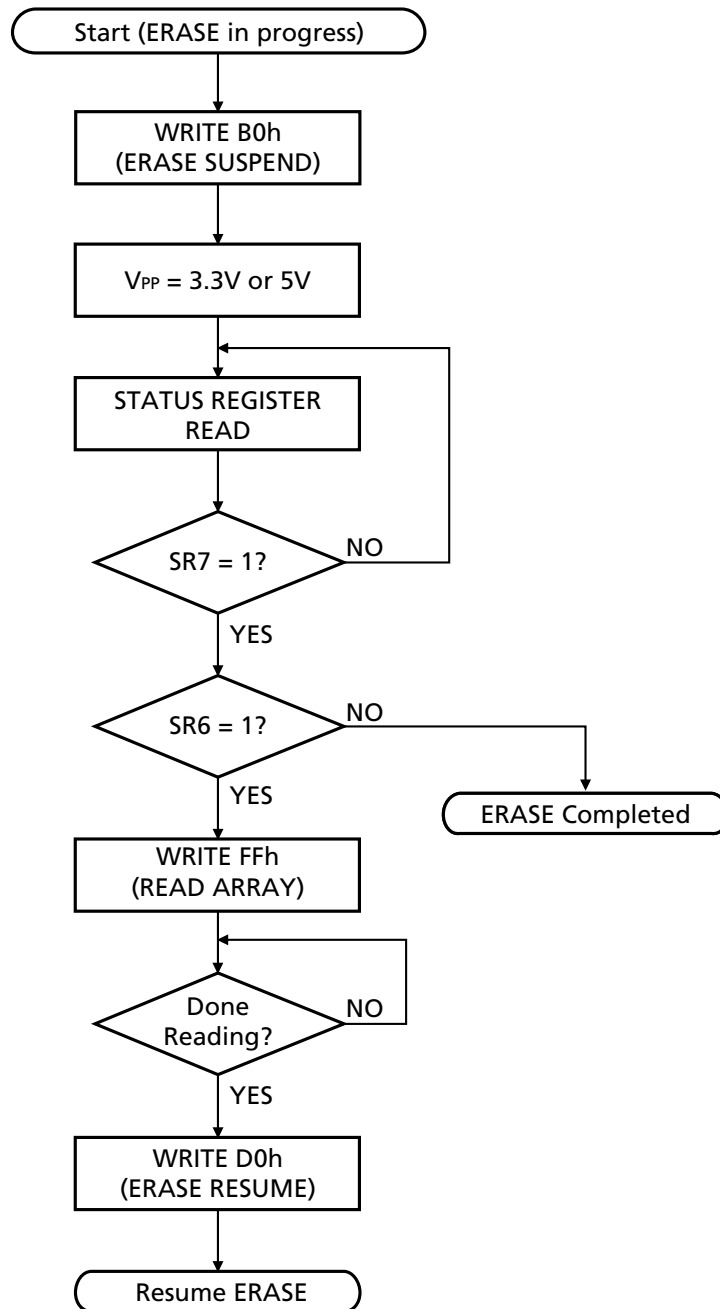 Start (ERASE in progress)
WRITE B0h
(ERASE SUSPEND)
VPP = 3.3V or 5V
STATUS REGISTER
READ
SR7 = 1?
NO
YES
SR6 = 1?
NO
YES
ERASE Completed
WRITE FFh
(READ ARRAY)
Done
Reading?
NO
YES
WRITE D0h
(ERASE RESUME)
Resume ERASE